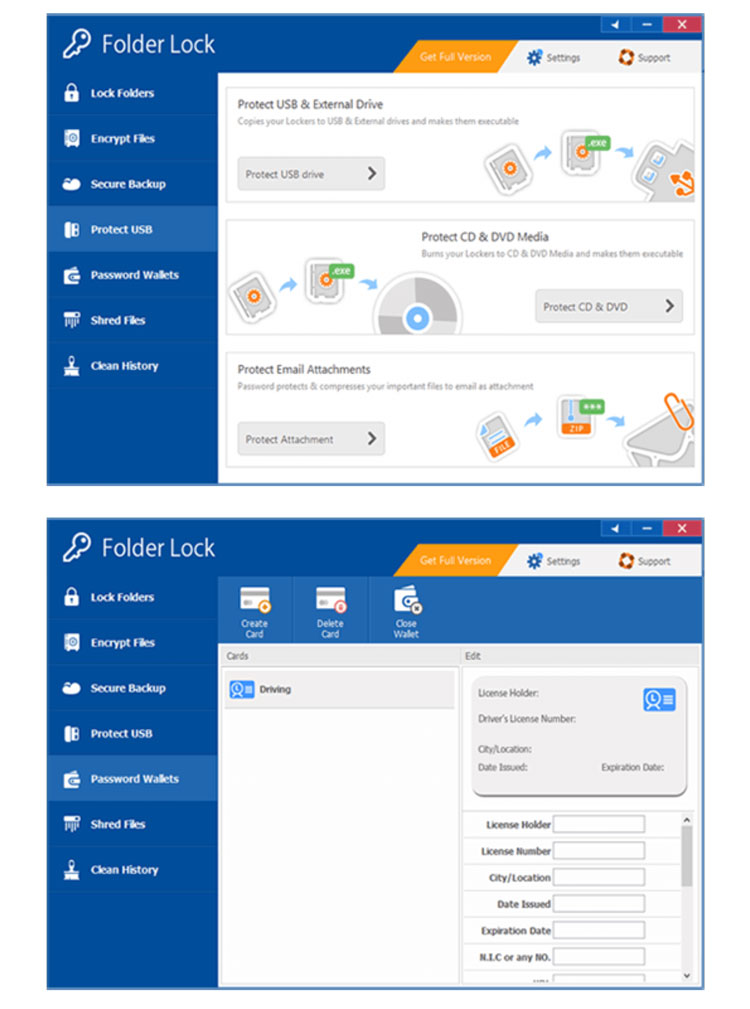 Folder Lock
Get Full Version
Settings
Support
Lock Folders
Encrypt Files
Secure Backup
Protect USB
Password Wallets
Shred Files
Clean History
Protect USB & External Drive
Copies your Lockers to USB & External drives and makes them executable
Protect USB drive
.exe
Protect CD & DVD Media
Burns your Lockers to CD & DVD Media and makes them executable
.exe
Protect CD & DVD
Protect Email Attachments
Password protects & compresses your important files to email as attachment
Protect Attachment
FILE
***
ZIP
Folder Lock
Get Full Version
Settings
Support
Lock Folders
Encrypt Files
Secure Backup
Protect USB
Password Wallets
Shred Files
Clean History
Create
Card
Delete
Card
Close
Wallet
Cards
Edit
Driving
License Holder:
Driver's License Number:
City/Location:
Date Issued:
Expiration Date:
License Holder
License Number
City/Location
Date Issued
Expiration Date
N.I.C or any NO.